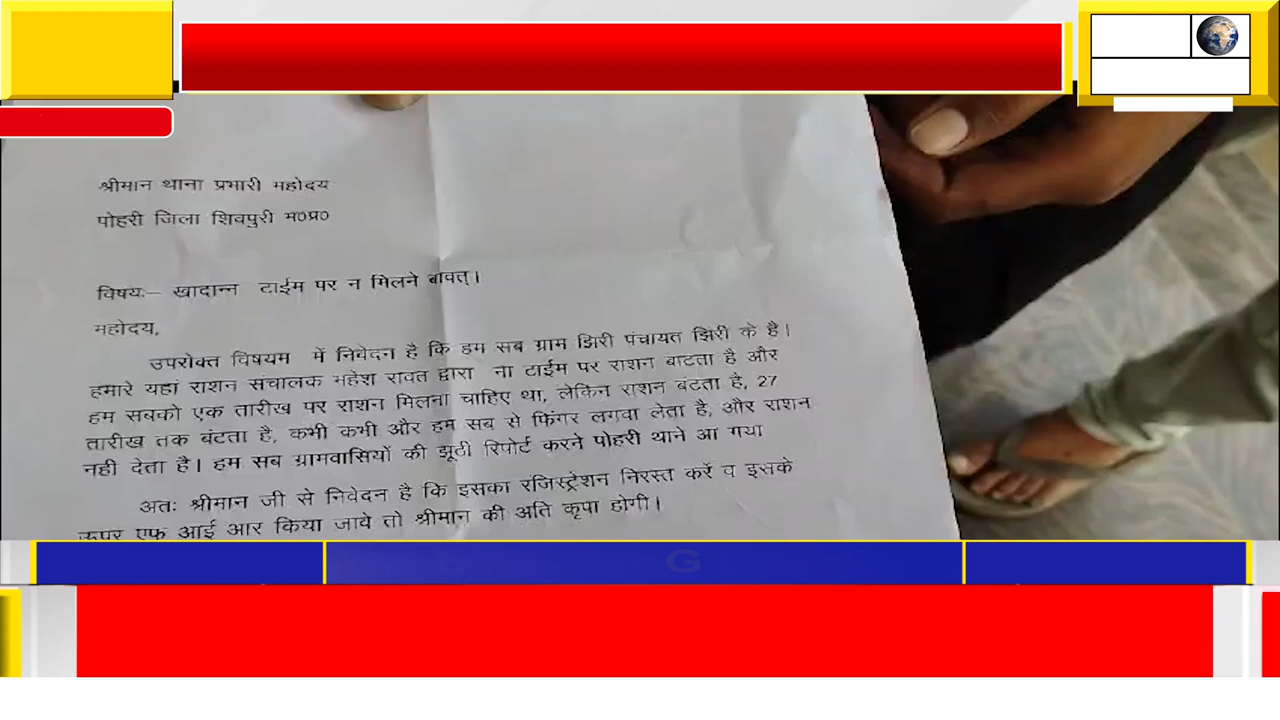 श्रीमान थाना प्रभारी महोदय
पोहरी जिला शिवपुरी म०प्र०
विषयः– खादान्न टाईम पर न मिलने बावत्।
महोदय,
उपरोक्त विषयम में निवेदन है कि हम सब ग्राम झिरी पंचायत झिरी के है।
हमारे यहां राशन संचालक महेश रावत द्वारा ना टाईम पर राशन बाटता है और
हम सबको एक तारीख पर राशन मिलना चाहिए था, लेकिन राशन बंटता है, 27
तारीख तक बंटता है, कभी कभी और हम सब से फिंगर लगवा लेता है, और राशन
नही देता है। हम सब ग्रामवासियों की झूठी रिपोर्ट करने पोहरी थाने आ गया
अतः श्रीमान जी से निवेदन है कि इसका रजिस्ट्रेशन निरस्त करें व इसके
ऊपर एफ आई आर किया जावे तो श्रीमान की अति कृपा होगी।
G